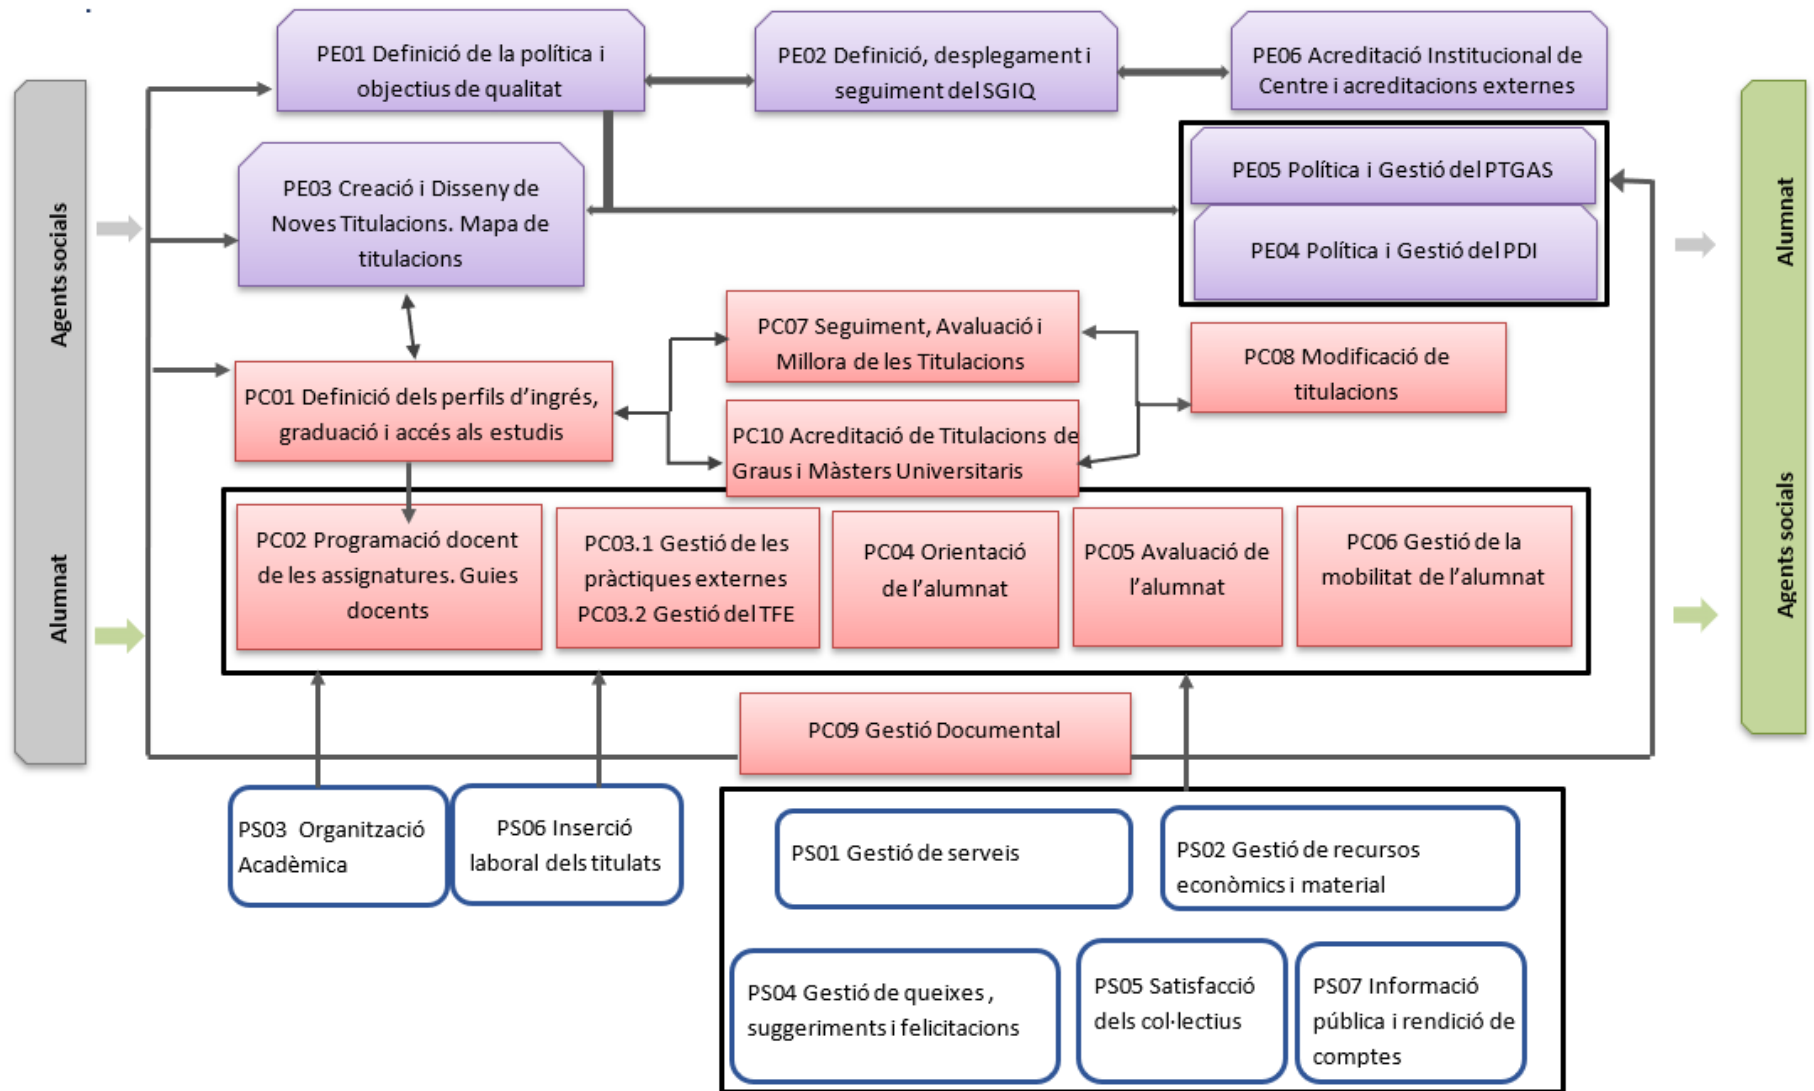 PE01 Definició de la política i
objectius de qualitat
PE02 Definició, desplegament i
seguiment del SGIQ
PE06 Acreditació Institucional de
Centre i acreditacions externes
Agents socials
Alumnat
PE03 Creació i Disseny de
Noves Titulacions. Mapa de
titulacions
PE05 Política i Gestió del PTGAS
PE04 Política i Gestió del PDI
Alumnat
Agents socials
PC01 Definició dels perfils d’ingrés,
graduació i accés als estudis
PC07 Seguiment, Avaluació i
Millora de les Titulacions
PC08 Modificació de
titulacions
PC10 Acreditació de Titulacions de
Graus i Màsters Universitaris
PC02 Programació docent
de les assignatures. Guies
docents
PC03.1 Gestió de les
pràctiques externes
PC03.2 Gestió del TFE
PC04 Orientació
de l’alumnat
PC05 Avaluació de
l’alumnat
PC06 Gestió de la
mobilitat de l’alumnat
PC09 Gestió Documental
PS03 Organització
Acadèmica
PS06 Inserció
laboral dels titulats
PS01 Gestió de serveis
PS02 Gestió de recursos
econòmics i material
PS04 Gestió de queixes ,
suggeriments i felicitacions
PS05 Satisfacció
dels col·lectius
PS07 Informació
pública i rendició de
comptes